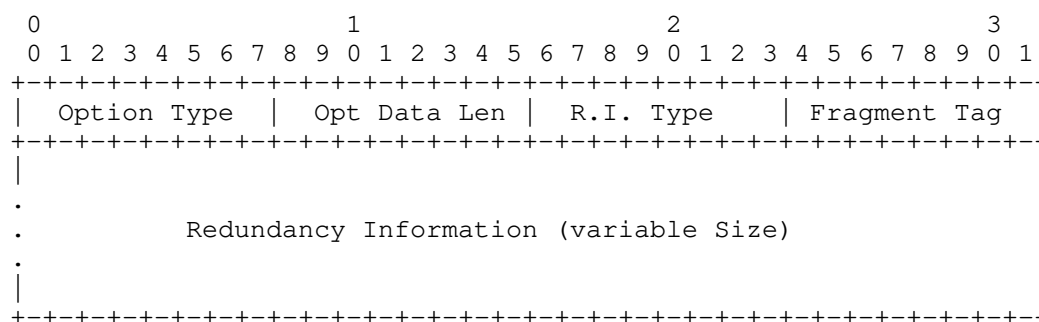 0                   1                   2                   3
 0 1 2 3 4 5 6 7 8 9 0 1 2 3 4 5 6 7 8 9 0 1 2 3 4 5 6 7 8 9 0 1
+-+-+-+-+-+-+-+-+-+-+-+-+-+-+-+-+-+-+-+-+-+-+-+-+-+-+-+-+-+-+-+-
|  Option Type  |  Opt Data Len |  R.I. Type    | Fragment Tag
+-+-+-+-+-+-+-+-+-+-+-+-+-+-+-+-+-+-+-+-+-+-+-+-+-+-+-+-+-+-+-+-
|
.
.          Redundancy Information (variable Size)
.
|
+-+-+-+-+-+-+-+-+-+-+-+-+-+-+-+-+-+-+-+-+-+-+-+-+-+-+-+-+-+-+-+-